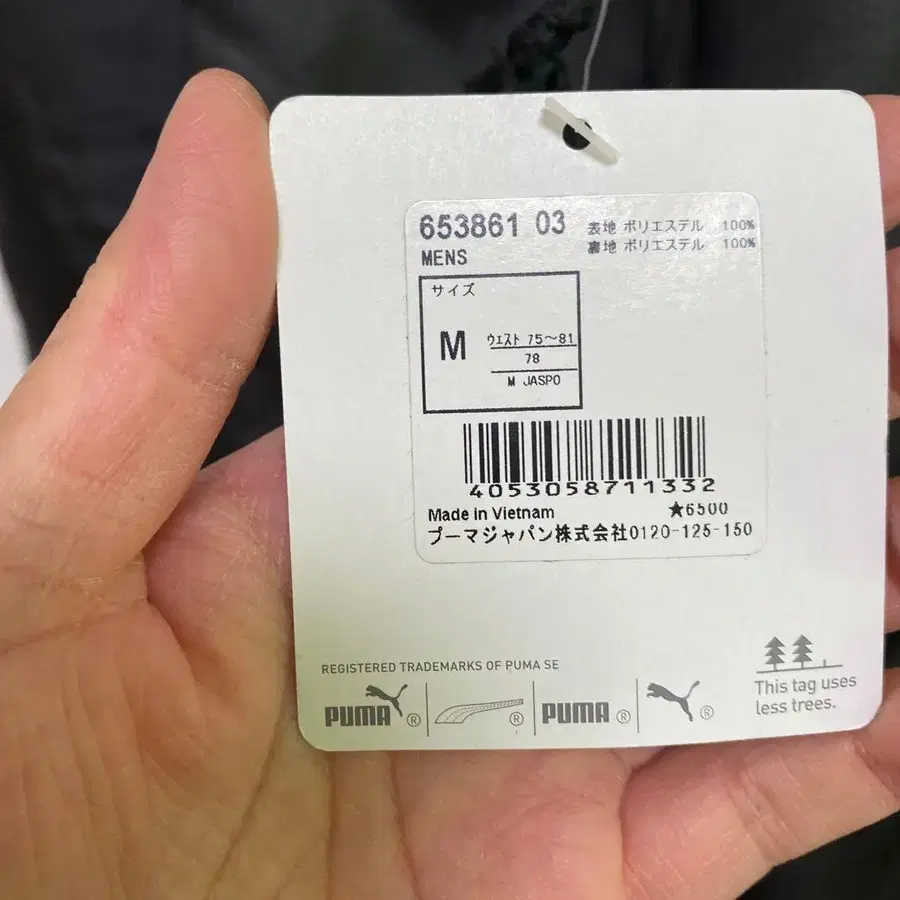 653861 03
表地 ポリエステル 100%
裏地 ポリエステル 100%
MENS
サイズ
M
ウエスト 75〜81
78
M JASPO
4053058711332
Made in Vietnam ★6500
プーマジャパン株式会社0120-125-150
REGISTERED TRADEMARKS OF PUMA SE
PUMA ® ® PUMA ® ®
This tag uses
less trees.